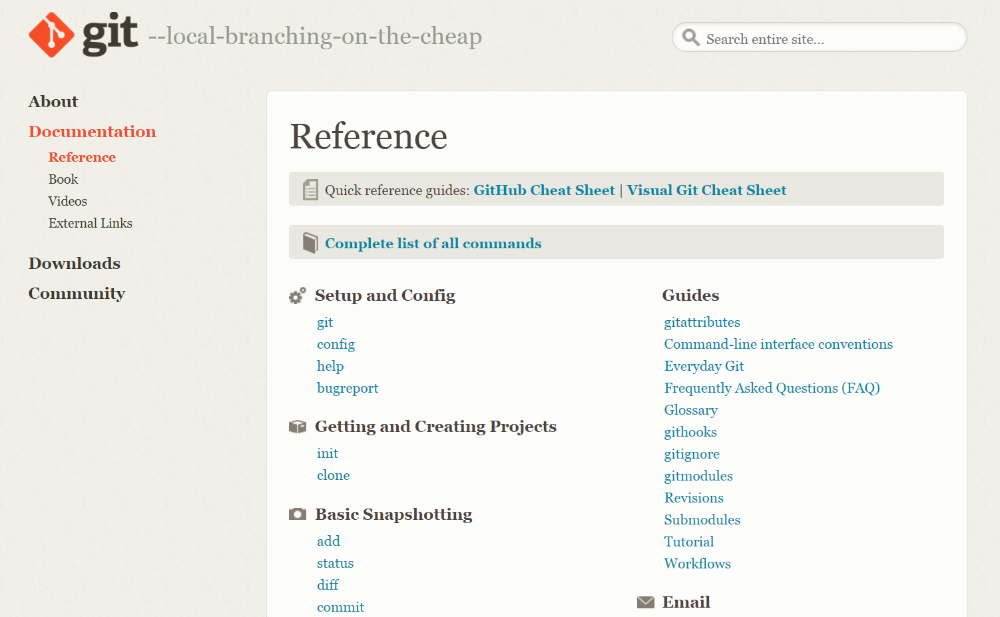 git --local-branching-on-the-cheap
Search entire site...
About
Documentation
Reference
Book
Videos
External Links
Downloads
Community
Reference
Quick reference guides: GitHub Cheat Sheet | Visual Git Cheat Sheet
Complete list of all commands
Setup and Config
git
config
help
bugreport
Getting and Creating Projects
init
clone
Basic Snapshotting
add
status
diff
commit
Guides
gitattributes
Command-line interface conventions
Everyday Git
Frequently Asked Questions (FAQ)
Glossary
githooks
gitignore
gitmodules
Revisions
Submodules
Tutorial
Workflows
Email